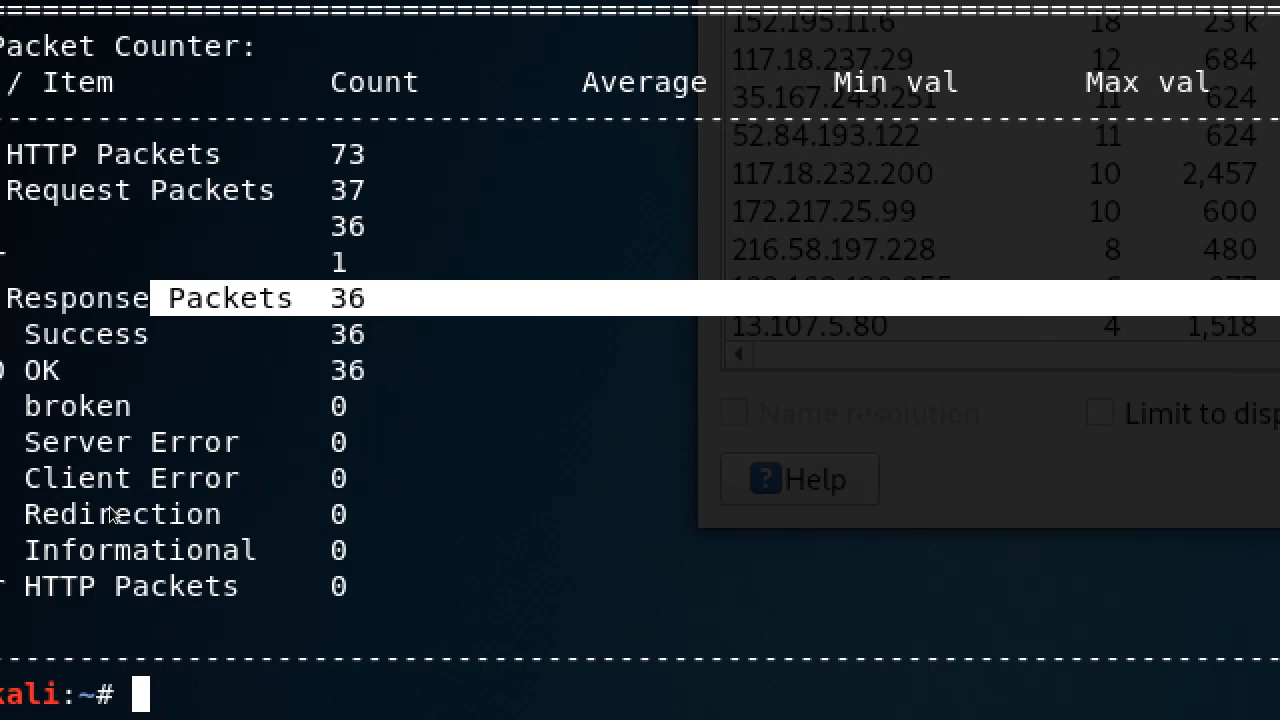 Packet Counter:
/ Item Count Average Min val Max val
HTTP Packets 73
Request Packets 37
36
1
Response Packets 36
Success 36
OK 36
broken 0
Server Error 0
Client Error 0
Redirection 0
Informational 0
HTTP Packets 0
kali:~#
152.195.11.6 18 23 k
117.18.237.29 12 684
35.167.243.251 11 624
52.84.193.122 11 624
117.18.232.200 10 2,457
172.217.25.99 10 600
216.58.197.228 8 480
13.107.5.80 4 1,518
Name resolution Limit to disp
Help